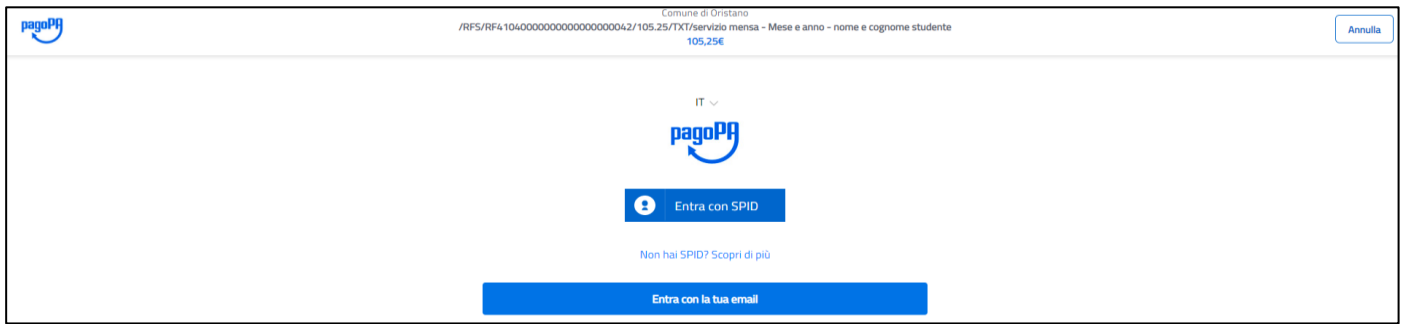 pagoPA
Comune di Oristano
/RFS/RF41040000000000000000042/105.25/TXT/servizio mensa - Mese e anno - nome e cognome studente
105,25€
Annulla
IT
pagoPA
Entra con SPID
Non hai SPID? Scopri di più
Entra con la tua email